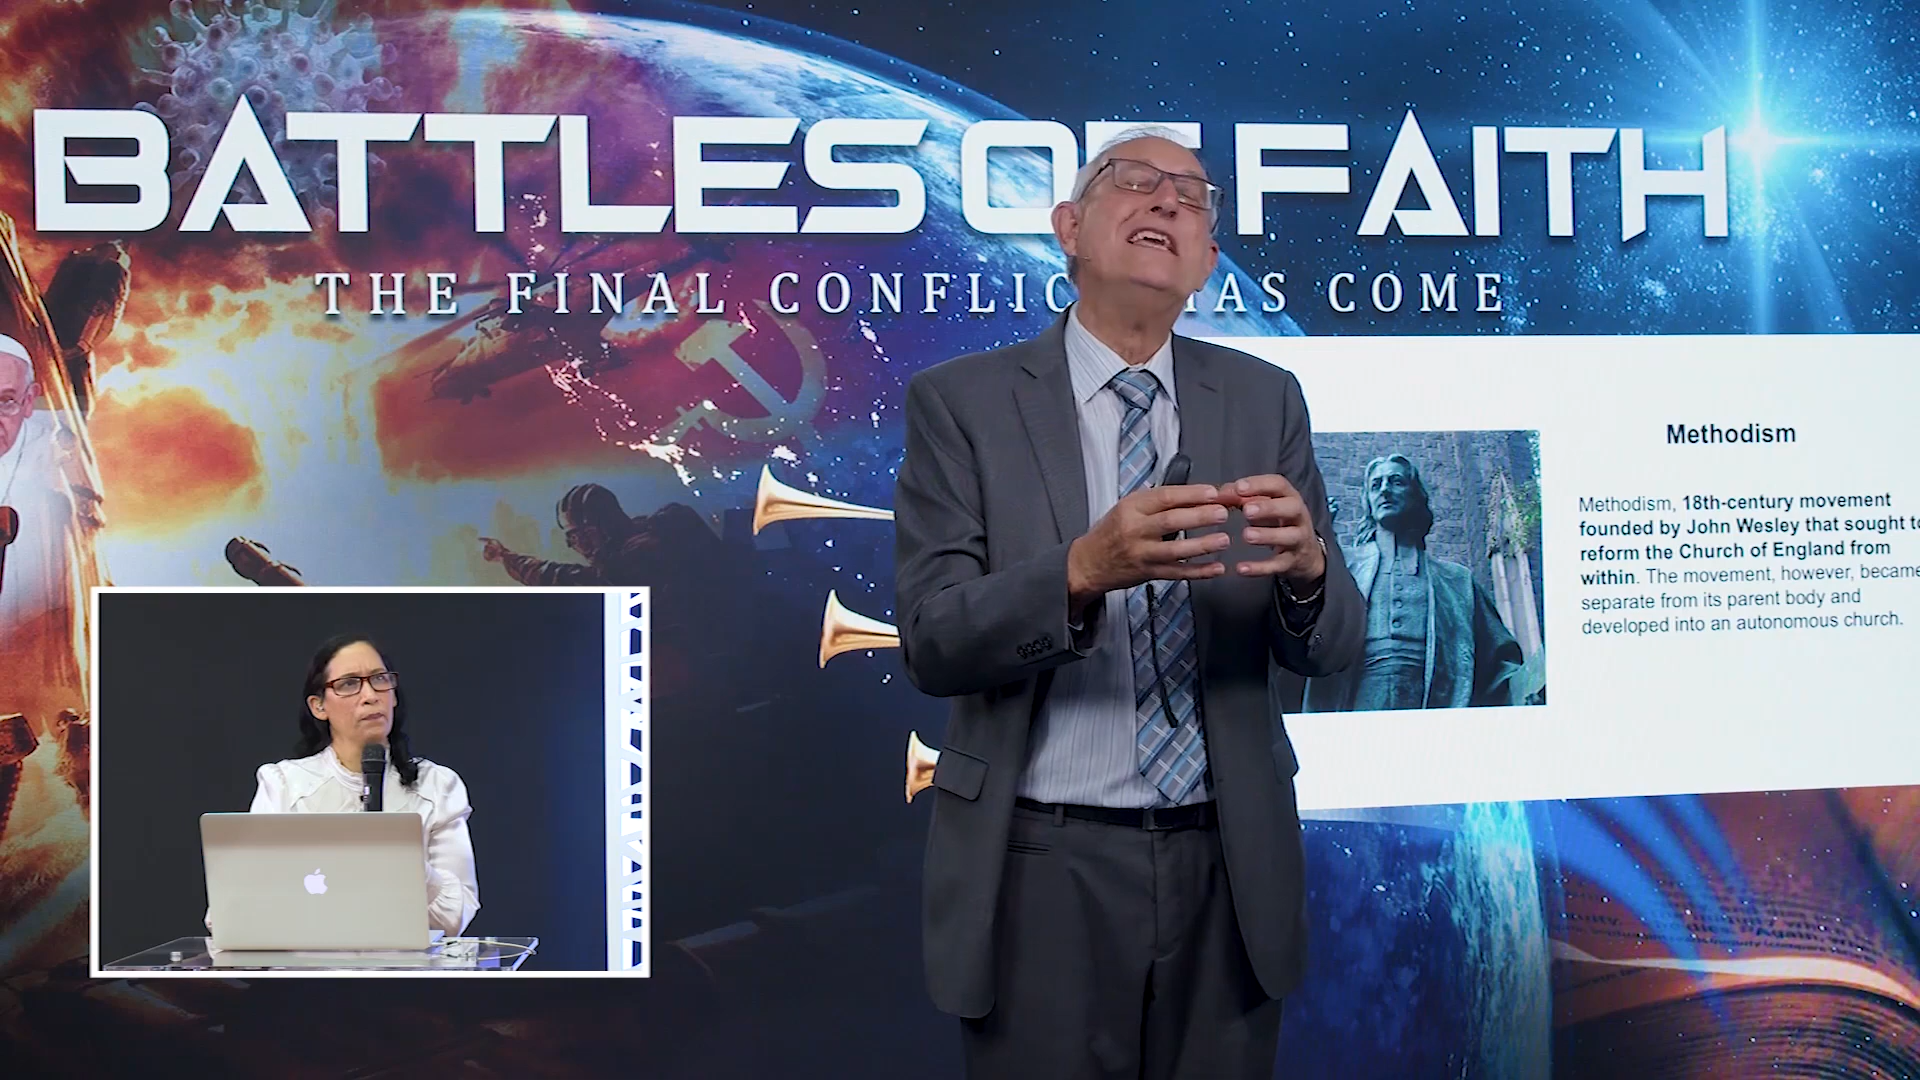 BATTLES OF FAITH
THE FINAL CONFLIC AS COME
Methodism
Methodism, 18th-century movement
founded by John Wesley that sought to
reform the Church of England from
within. The movement, however, became
separate from its parent body and
developed into an autonomous church.